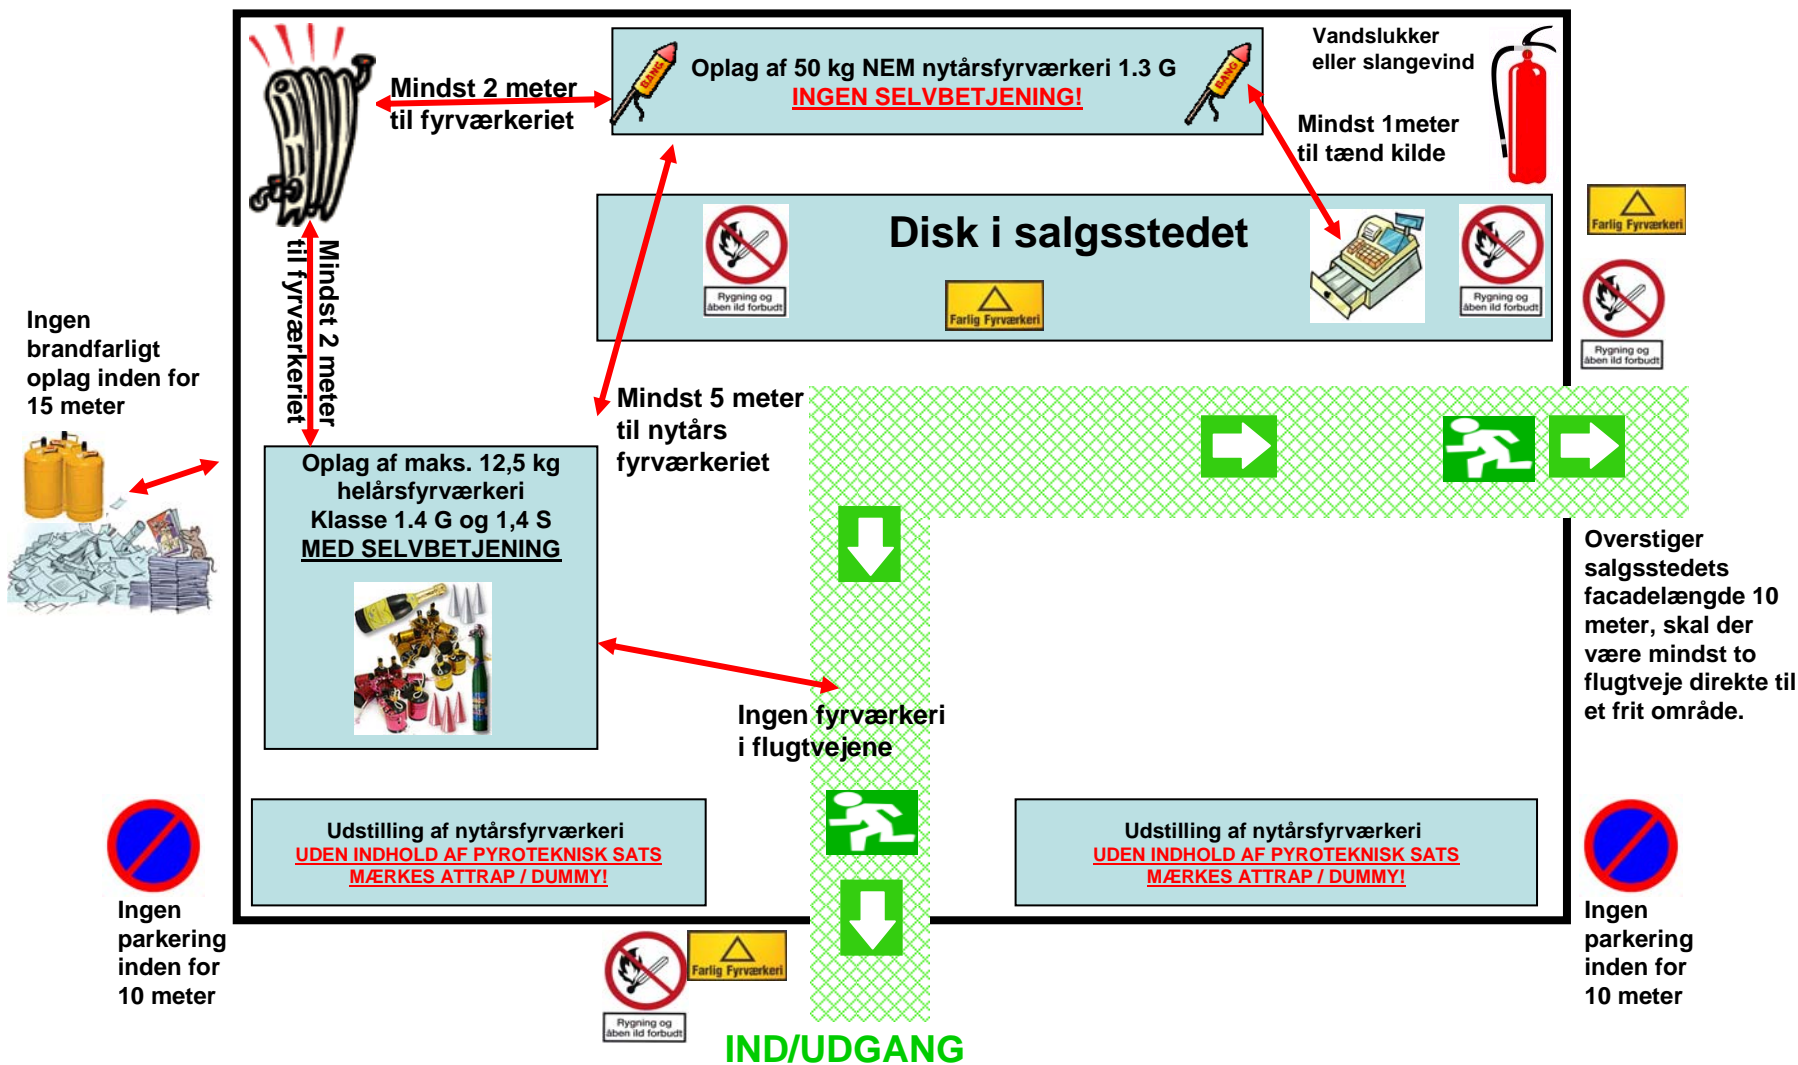 Oplag af 50 kg NEM nytårsfyrværkeri 1.3 G
INGEN SELVBETJENING!
BANG
BANG
Vandslukker
eller slangevind
Mindst 2 meter
til fyrværkeriet
Mindst 1meter
til tænd kilde
Disk i salgsstedet
Rygning og
åben ild forbudt
Farlig Fyrværkeri
Rygning og
åben ild forbudt
Farlig Fyrværkeri
Rygning og
åben ild forbudt
Mindst 2 meter
til fyrværkeriet
Ingen
brandfarligt
oplag inden for
15 meter
Mindst 5 meter
til nytårs
fyrværkeriet
Oplag af maks. 12,5 kg
helårsfyrværkeri
Klasse 1.4 G og 1,4 S
MED SELVBETJENING
Overstiger
salgsstedets
facadelængde 10
meter, skal der
være mindst to
flugtveje direkte til
et frit område.
Ingen fyrværkeri
i flugtvejene
Udstilling af nytårsfyrværkeri
UDEN INDHOLD AF PYROTEKNISK SATS
MÆRKES ATTRAP / DUMMY!
Udstilling af nytårsfyrværkeri
UDEN INDHOLD AF PYROTEKNISK SATS
MÆRKES ATTRAP / DUMMY!
Ingen
parkering
inden for
10 meter
Ingen
parkering
inden for
10 meter
Rygning og
åben ild forbudt
Farlig Fyrværkeri
IND/UDGANG